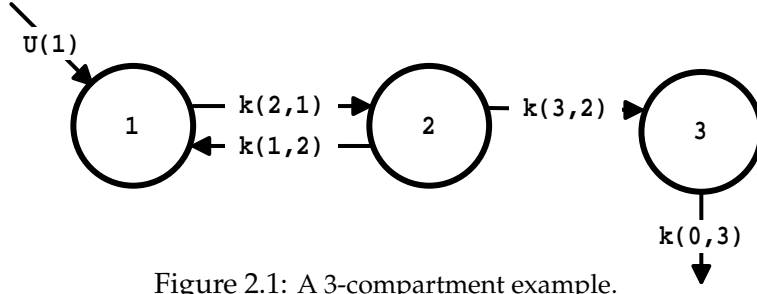 U(1)
1
k(2,1)
k(1,2)
2
k(3,2)
3
k(0,3)
Figure 2.1: A 3-compartment example.